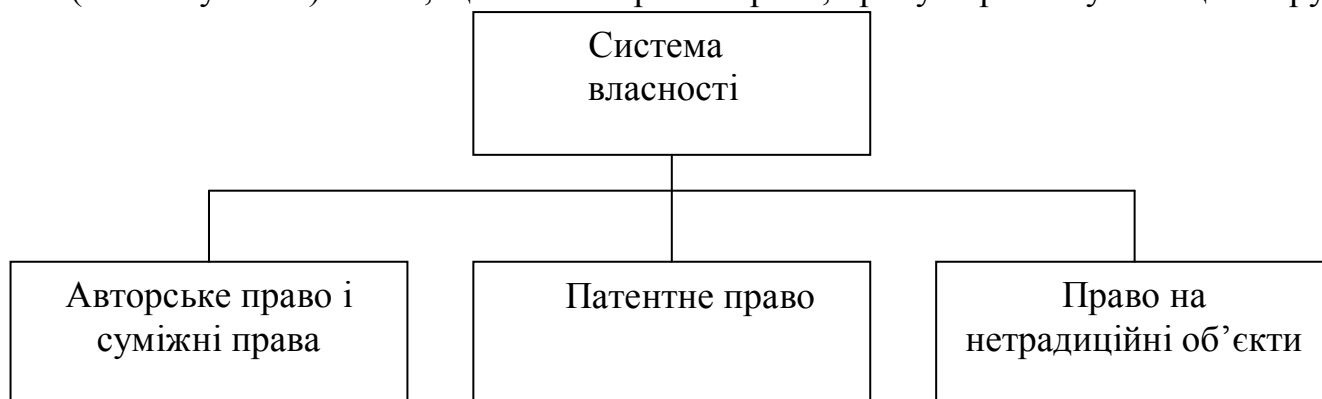 Система
власності
Авторське право і
суміжні права
Патентне право
Право на
нетрадиційні об’єкти